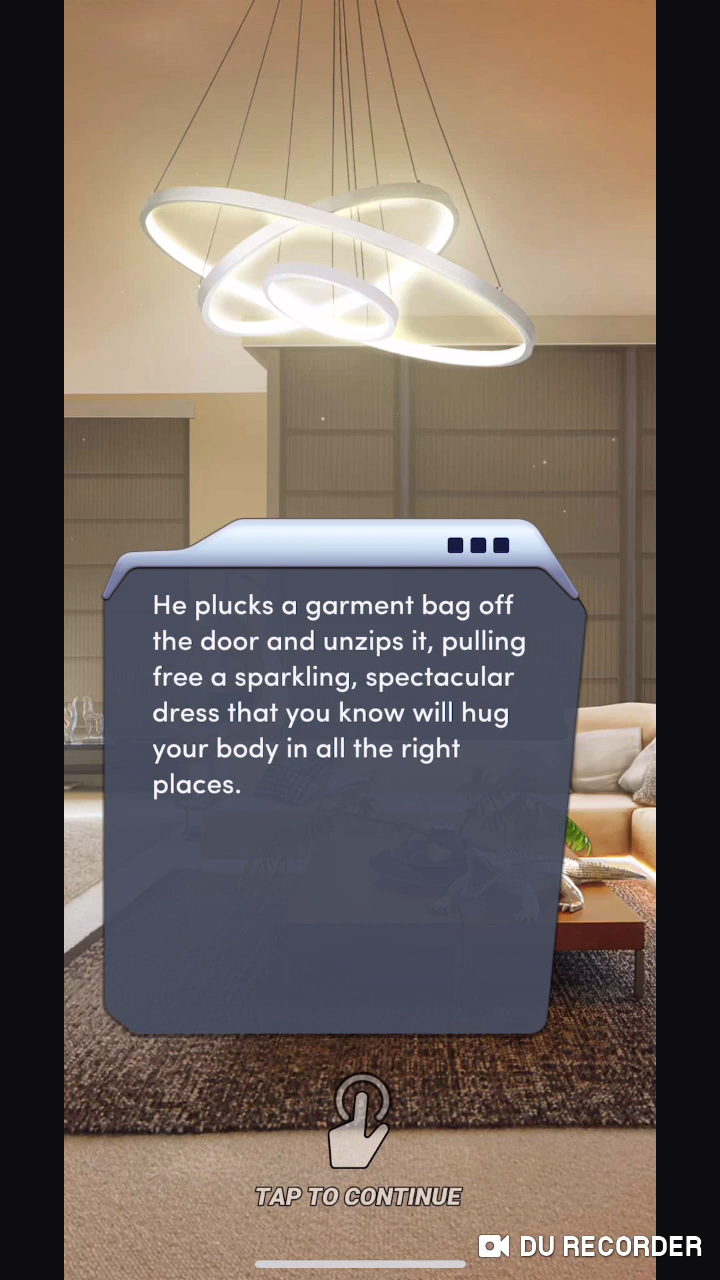 He plucks a garment bag off
the door and unzips it, pulling
free a sparkling, spectacular
dress that you know will hug
your body in all the right
places.
TAP TO CONTINUE
DU RECORDER